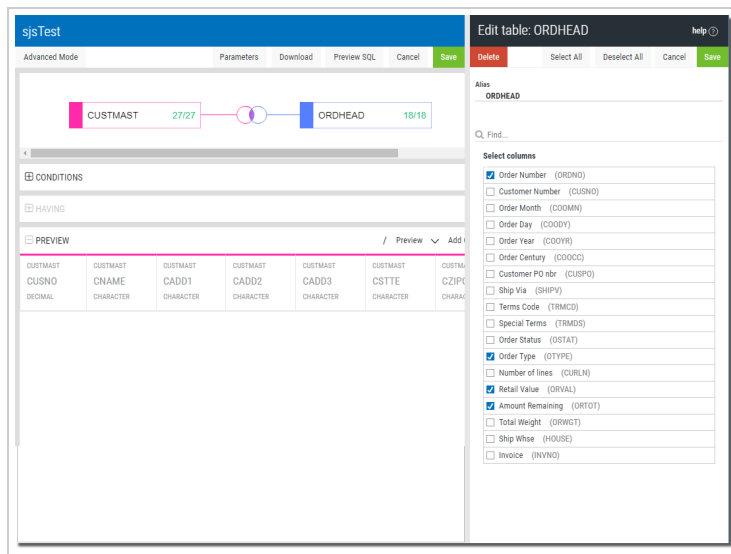 sjsTest
Advanced Mode Parameters Download Preview SQL Cancel Save
CUSTMAST 27/27 ORDHEAD 18/18
CONDITIONS
HAVING
PREVIEW / Preview Add
CUSTMAST CUSTMAST CUSTMAST CUSTMAST CUSTMAST CUSTMAST CUSTMA
CUSNO CNAME CADD1 CADD2 CADD3 CSTTE CZIP
DECIMAL CHARACTER CHARACTER CHARACTER CHARACTER CHARACTER CHARAC
Edit table: ORDHEAD help ?
Delete Select All Deselect All Cancel Save
Alias
ORDHEAD
Find...
Select columns
Order Number (ORDNO)
Customer Number (CUSNO)
Order Month (COOMN)
Order Day (COODY)
Order Year (COOYR)
Order Century (COOCC)
Customer PO nbr (CUSPO)
Ship Via (SHIPV)
Terms Code (TRMCD)
Special Terms (TRMDS)
Order Status (OSTAT)
Order Type (OTYPE)
Number of lines (CURLN)
Retail Value (ORVAL)
Amount Remaining (ORTOT)
Total Weight (ORWGT)
Ship Whse (HOUSE)
Invoice (INVNO)